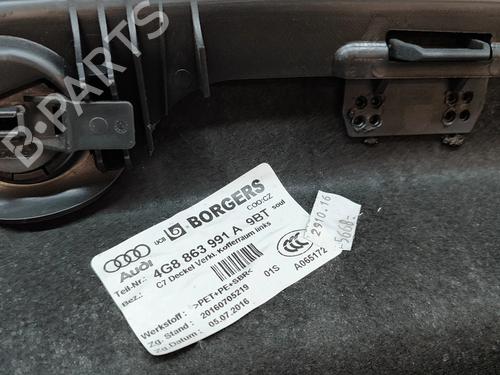 B-PARTS
UCB BORGERS
COO:CZ
Audi
Teil-Nr.: 4G8 863 991 A 9BT soul
Bez.: C7 Deckel Verkl. Kofferraum links
Werkstoff: >PET+PE+SBR< 01S
Zg. Stand: 20160705219
Zg.Datum: 05.07.2016
CCC
A065172
2910.16